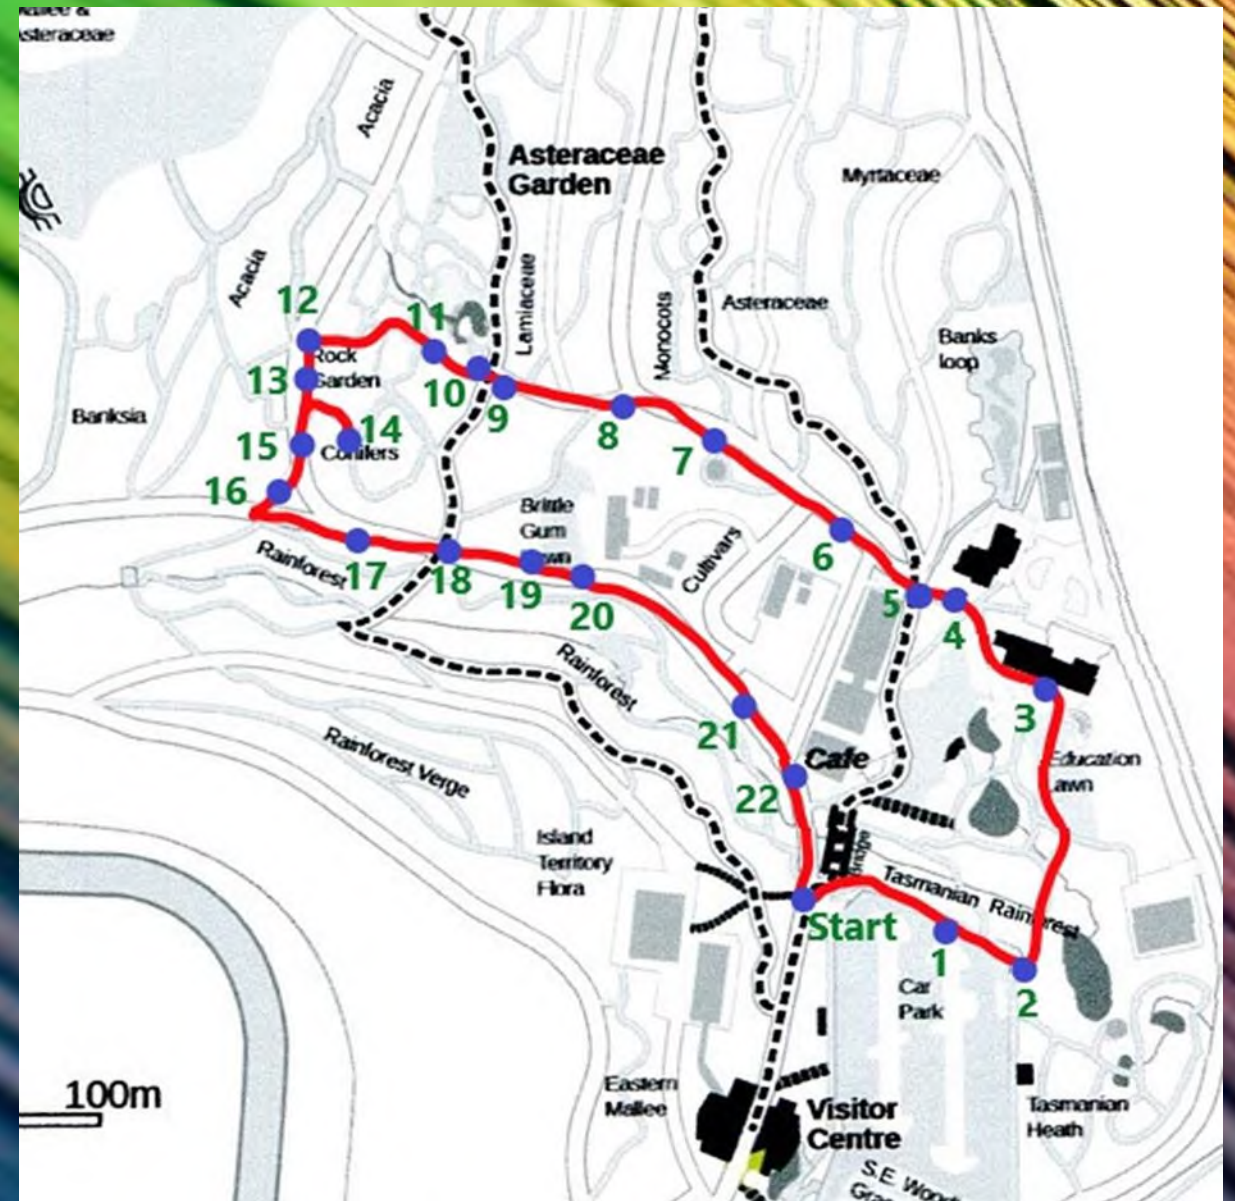 Asteraceae
Acacia
Asteraceae
Garden
Myrtaceae
Acacia
Lamiaceae
Monocots
Asteraceae
12
11
Rock
Garden
13
10
9
Banks
loop
Banksia
8
14
15
Conifers
7
16
Brittle
Gum
Cultivars
6
Rainforest
17
18
19
20
5
4
Rainforest
3
21
Rainforest Verge
Cafe
Education
22
Island
Territory
Flora
Bridge
Tasmanian Rainforest
Start
1
2
Car
Park
100m
Eastern
Mallee
Visitor
Centre
Tasmanian
Heath
S.E.